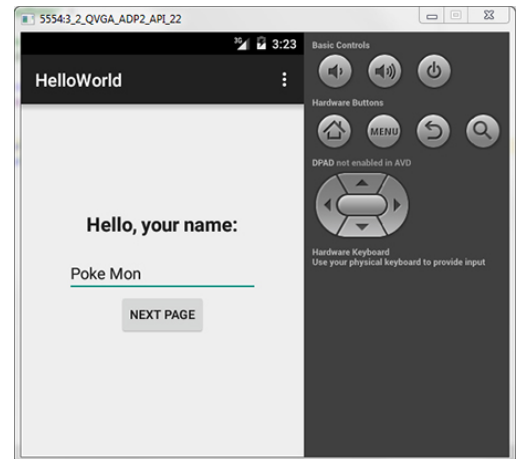 5554:3_2_QVGA_ADP2_API_22
3G 3:23
HelloWorld
Hello, your name:
Poke Mon
NEXT PAGE
Basic Controls
Hardware Buttons
MENU
DPAD not enabled in AVD
Hardware Keyboard
Use your physical keyboard to provide input